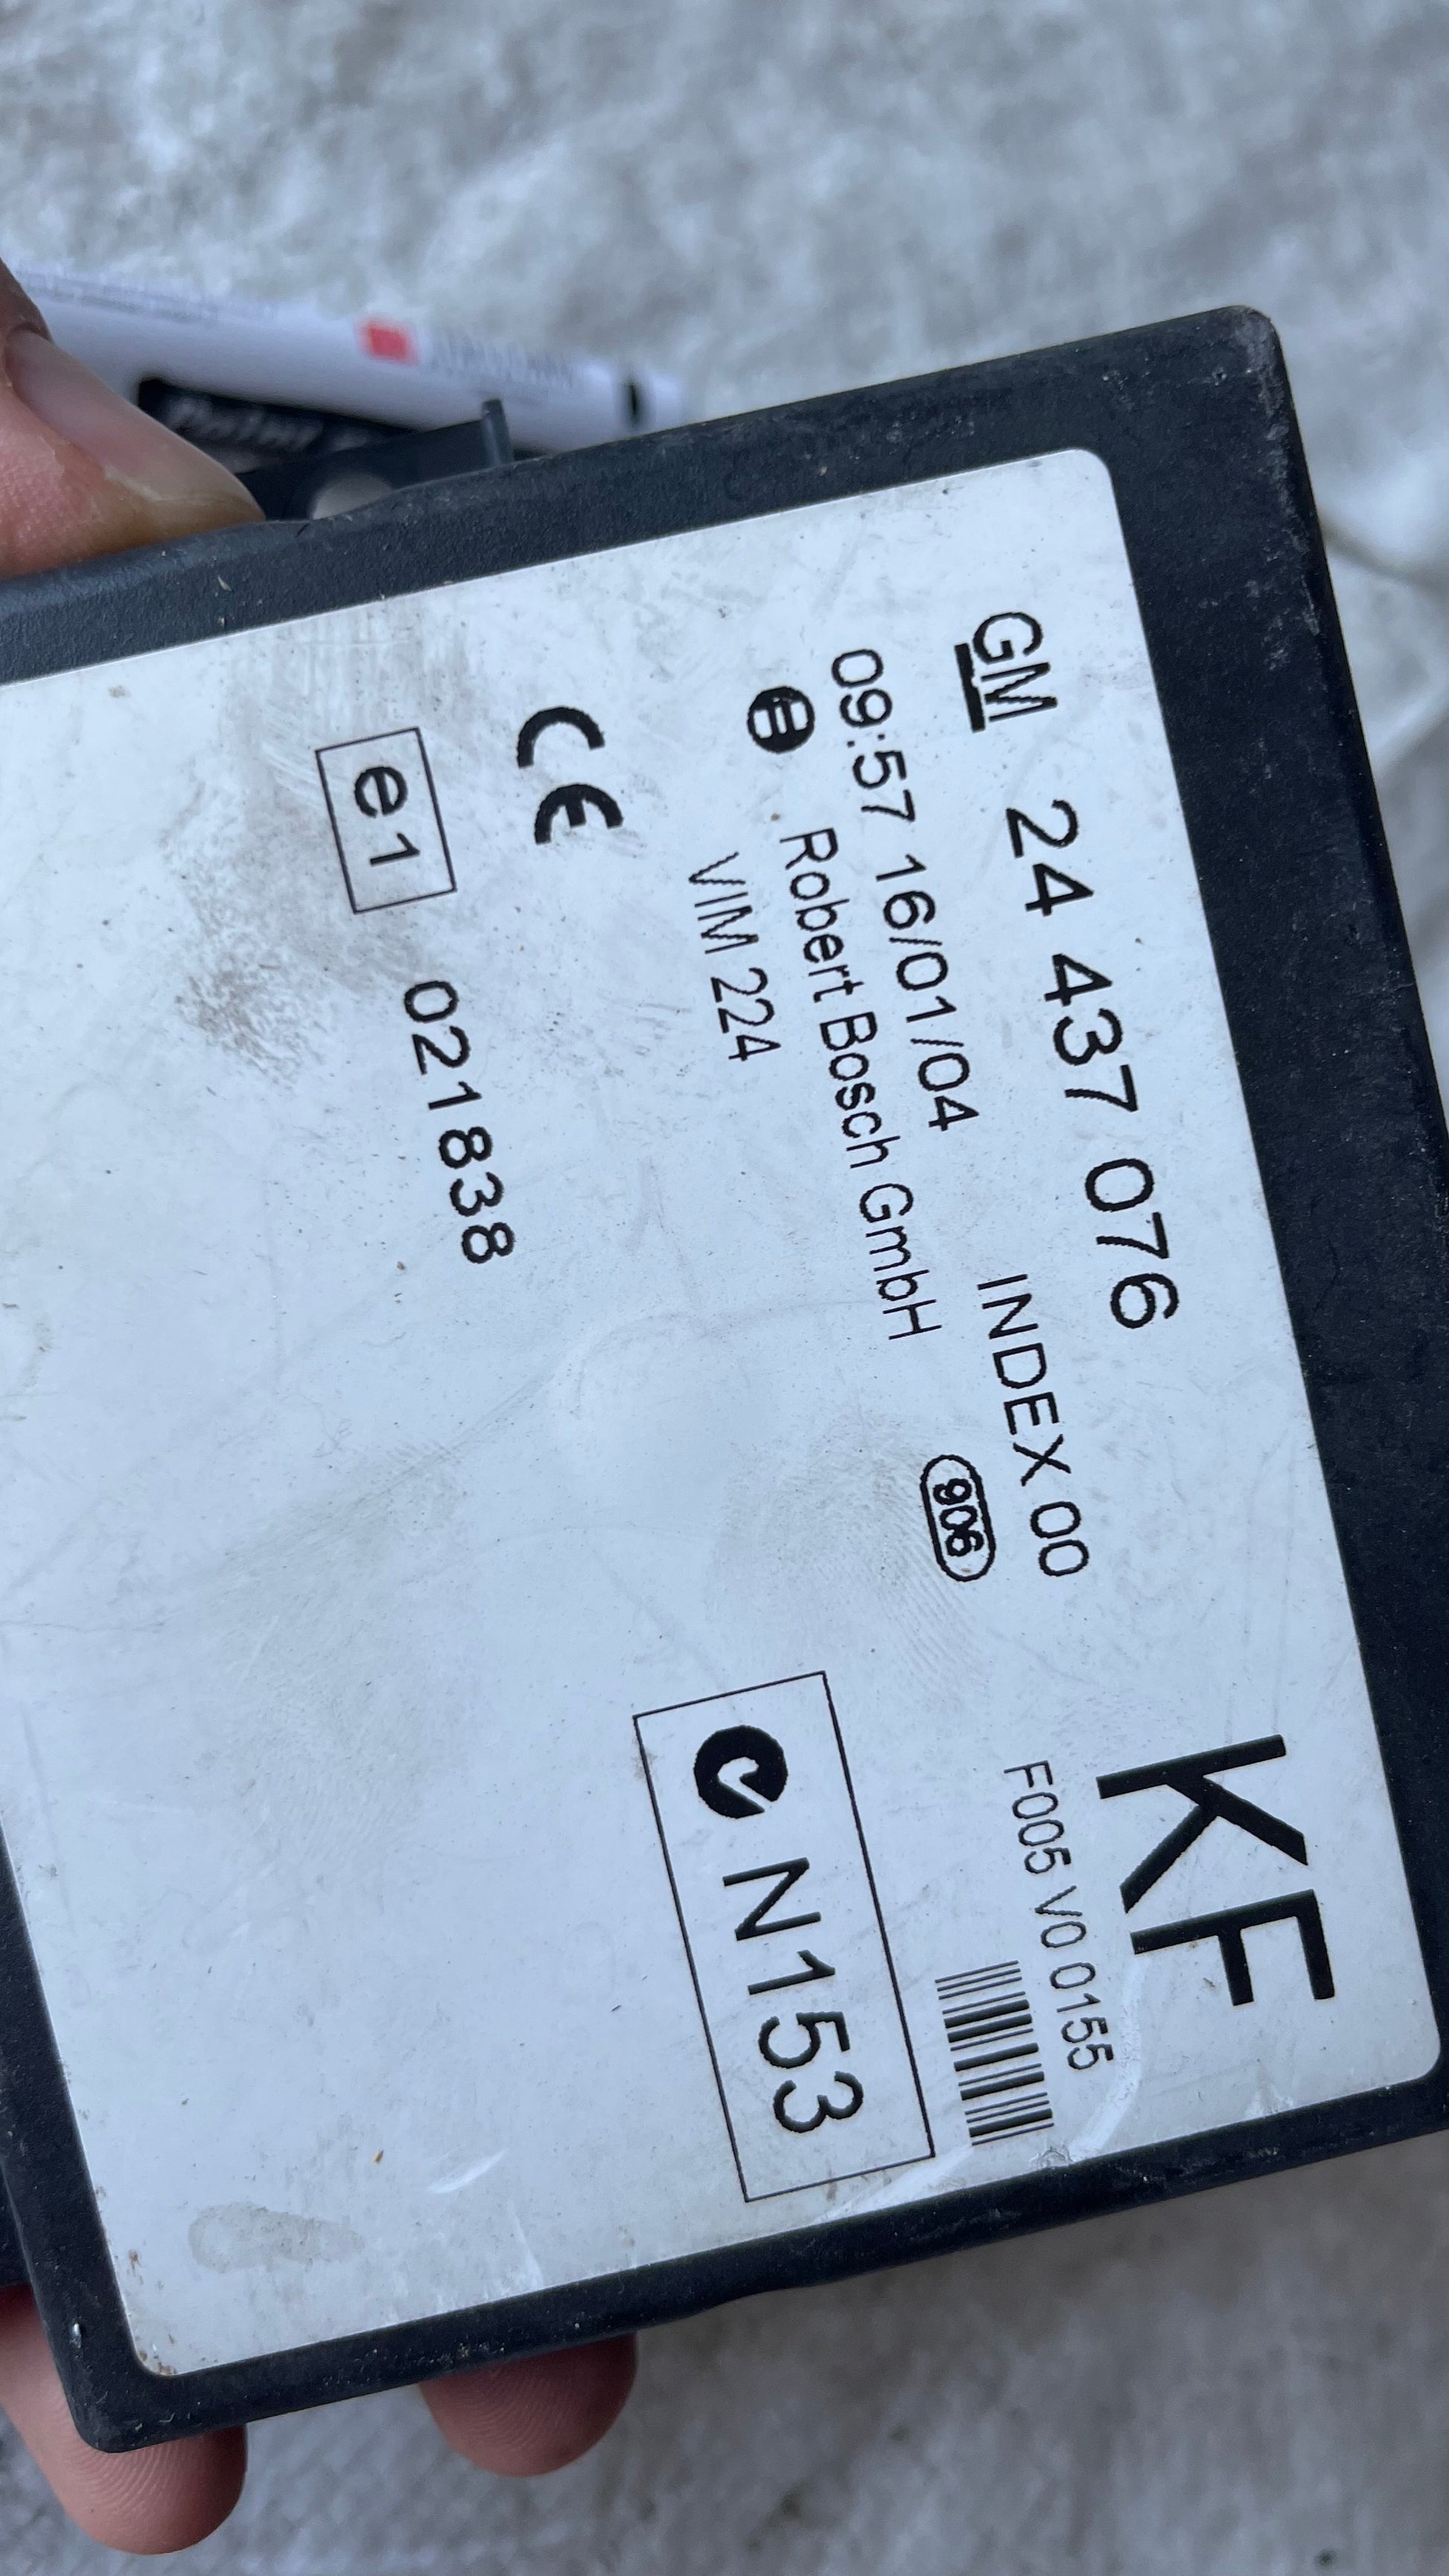 GM 24 437 076
KF
09:57 16/01/04
INDEX 00
F005 V0 0155
Robert Bosch GmbH
906
VIM 224
CE
N153
e1 021838